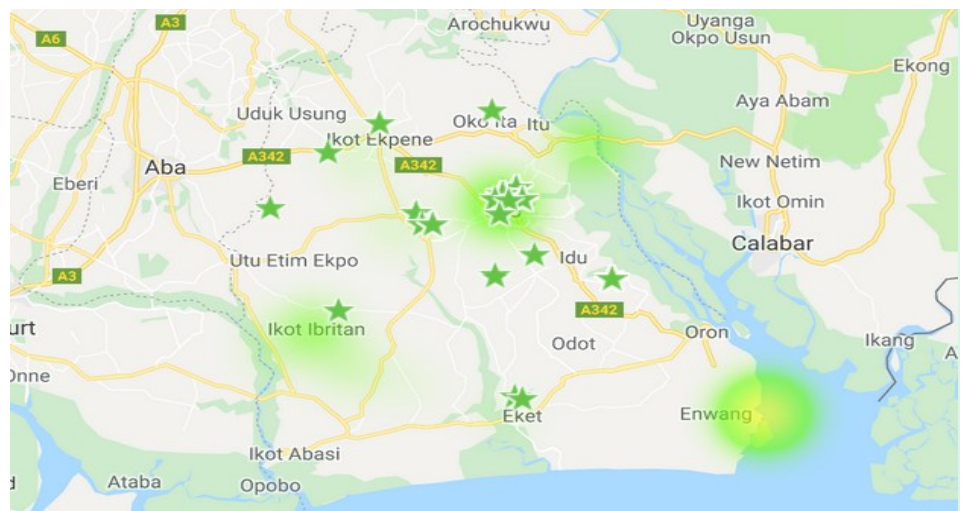 Arochukwu
Uyanga
Okpo Usun
A3
A6
Ekong
Aya Abam
Uduk Usung
Oko Ita
Itu
Ikot Ekpene
A342
A342
Aba
New Netim
Eberi
Ikot Omin
Calabar
Utu Etim Ekpo
Idu
A3
A342
urt
Ikot Ibritan
Oron
Ikang
Odot
Onne
A
Eket
Enwang
Ikot Abasi
Ataba
Opobo
d